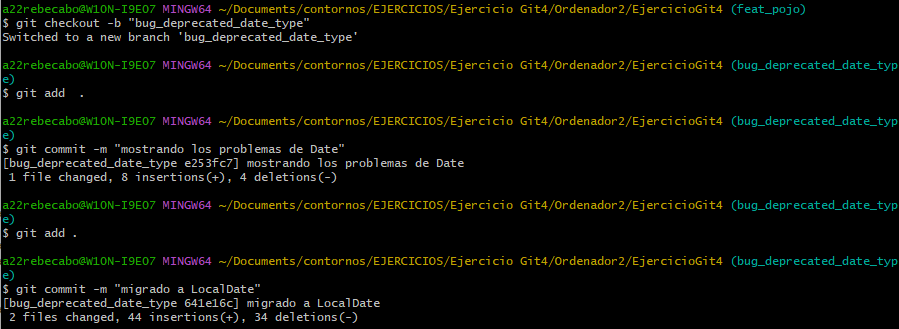 a22rebecabo@W10N-I9E07 MINGW64 ~/Documents/contornos/EJERCICIOS/Ejercicio Git4/Ordenador2/EjercicioGit4 (feat_pojo)
$ git checkout -b "bug_deprecated_date_type"
Switched to a new branch 'bug_deprecated_date_type'
a22rebecabo@W10N-I9E07 MINGW64 ~/Documents/contornos/EJERCICIOS/Ejercicio Git4/Ordenador2/EjercicioGit4 (bug_deprecated_date_typ
e)
$ git add  .
a22rebecabo@W10N-I9E07 MINGW64 ~/Documents/contornos/EJERCICIOS/Ejercicio Git4/Ordenador2/EjercicioGit4 (bug_deprecated_date_typ
e)
$ git commit -m "mostrando los problemas de Date"
[bug_deprecated_date_type e253fc7] mostrando los problemas de Date
 1 file changed, 8 insertions(+), 4 deletions(-)
a22rebecabo@W10N-I9E07 MINGW64 ~/Documents/contornos/EJERCICIOS/Ejercicio Git4/Ordenador2/EjercicioGit4 (bug_deprecated_date_typ
e)
$ git add .
a22rebecabo@W10N-I9E07 MINGW64 ~/Documents/contornos/EJERCICIOS/Ejercicio Git4/Ordenador2/EjercicioGit4 (bug_deprecated_date_typ
e)
$ git commit -m "migrado a LocalDate"
[bug_deprecated_date_type 641e16c] migrado a LocalDate
 2 files changed, 44 insertions(+), 34 deletions(-)